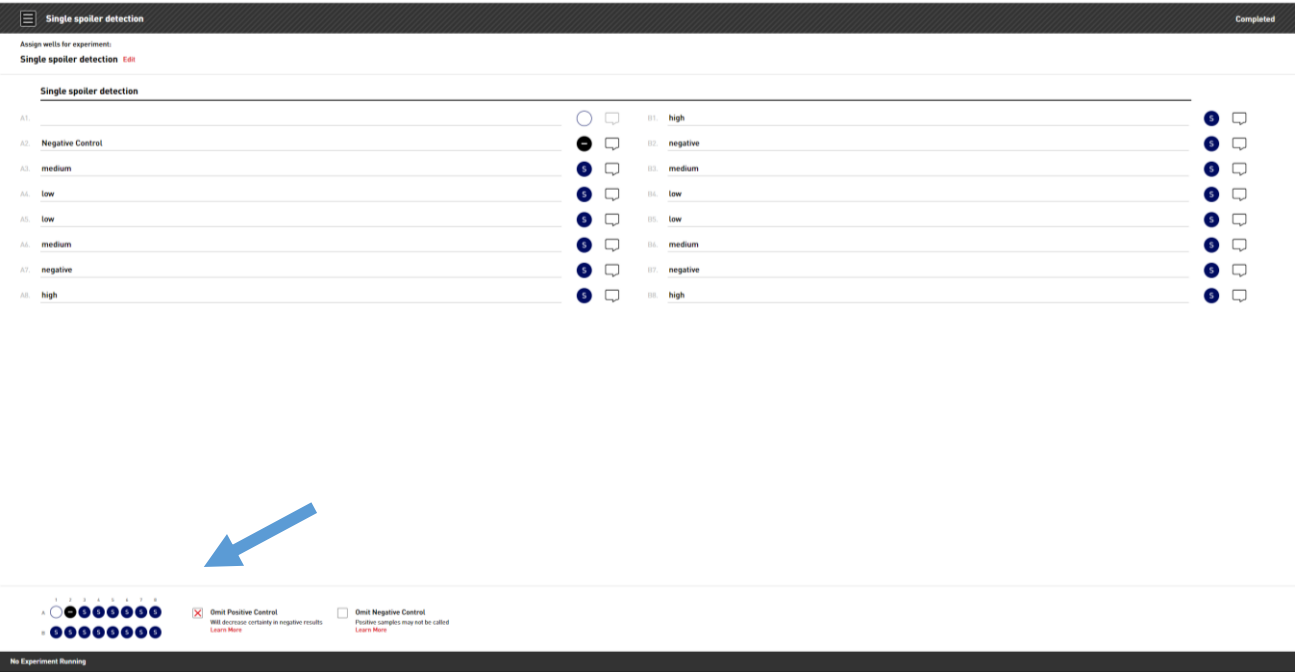 Single spoiler detection
Completed
Assign wells for experiment:
Single spoiler detection Edit
Single spoiler detection
A1.
A2. Negative Control −
A3. medium S
A4. low S
A5. low S
A6. medium S
A7. negative S
A8. high S
B1. high S
B2. negative S
B3. medium S
B4. low S
B5. low S
B6. medium S
B7. negative S
B8. high S
1 2 3 4 5 6 7 8
A − S S S S S S
B S S S S S S S S
Omit Positive Control
Will decrease certainty in negative results
Learn More
Omit Negative Control
Positive samples may not be called
Learn More
No Experiment Running